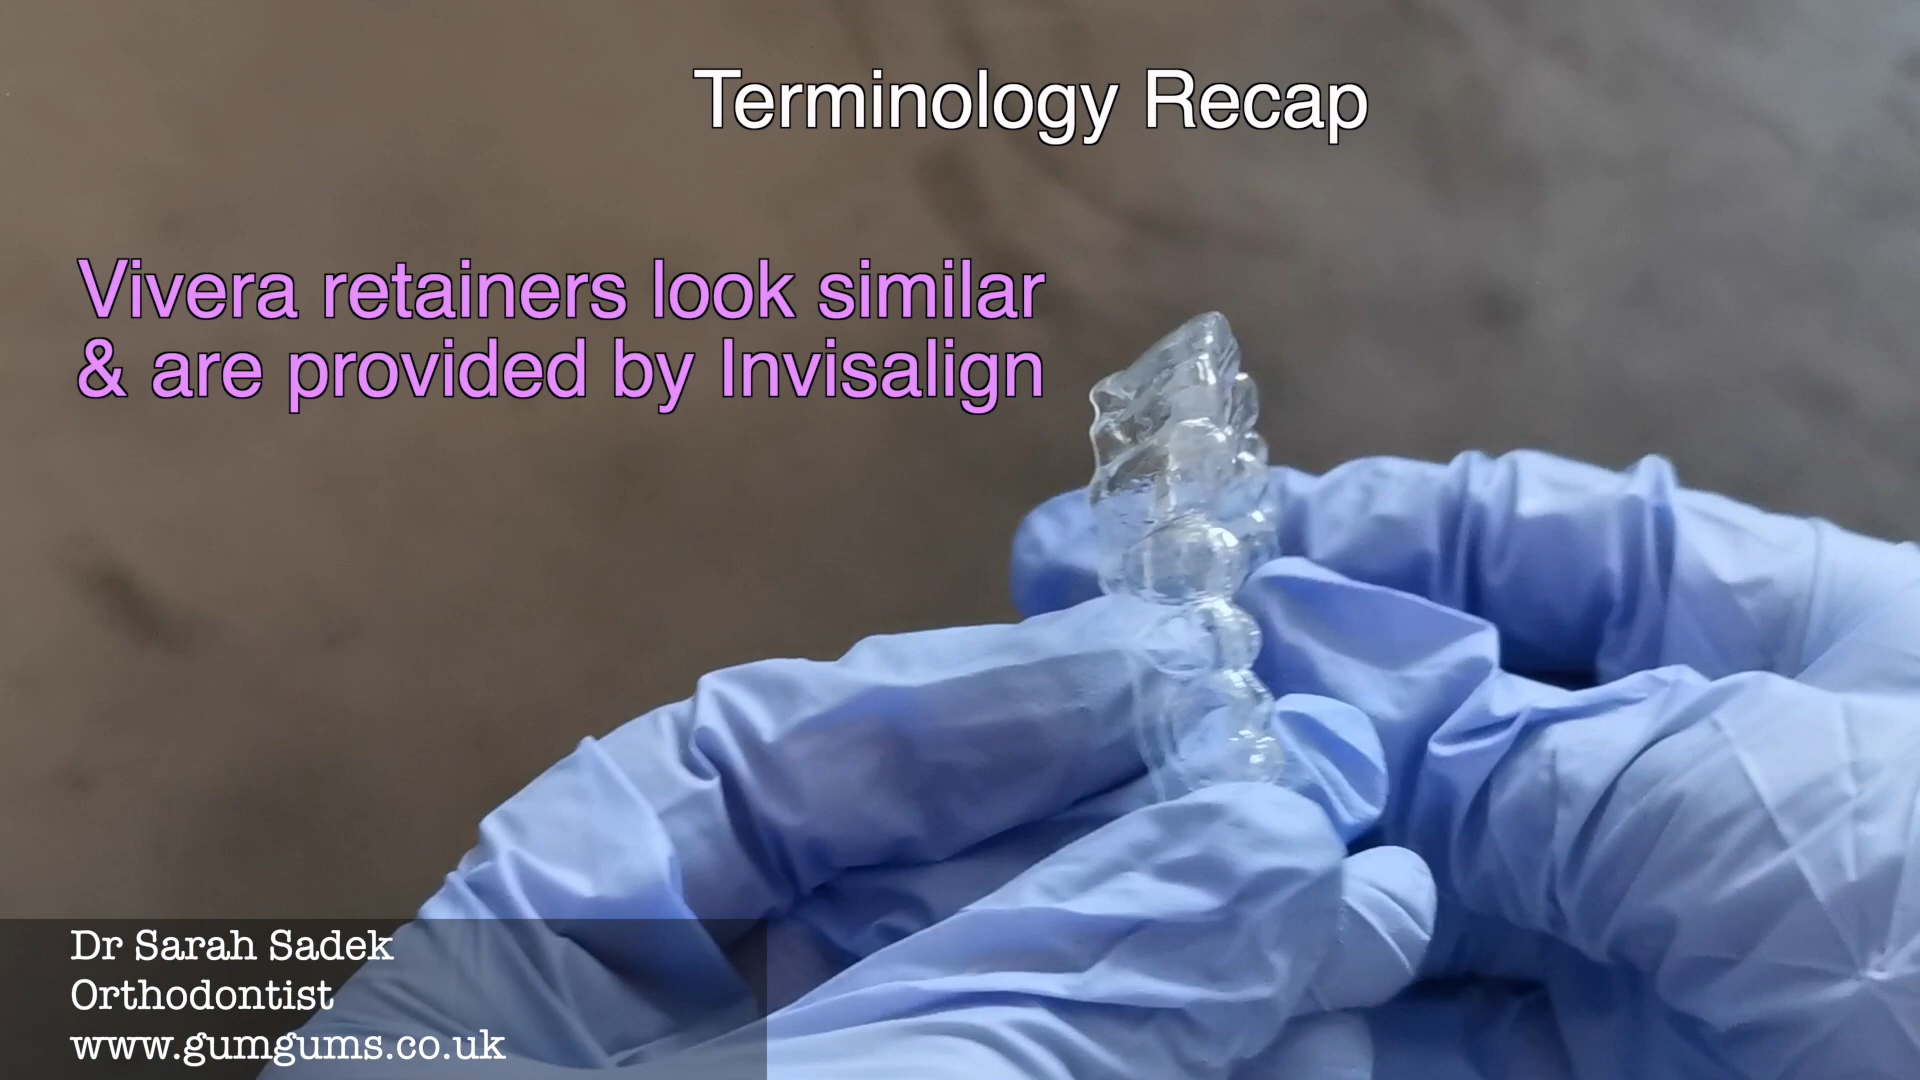 Terminology Recap
Vivera retainers look similar
& are provided by Invisalign
Dr Sarah Sadek
Orthodontist
www.gumgums.co.uk